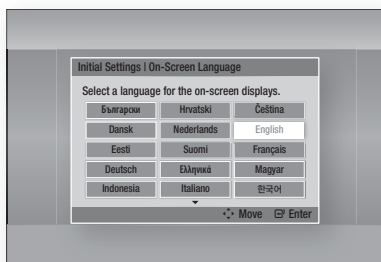 Initial Settings | On-Screen Language
Select a language for the on-screen displays.
Български Hrvatski Čeština
Dansk Nederlands English
Eesti Suomi Français
Deutsch Ελληνικά Magyar
Indonesia Italiano 한국어
Move Enter